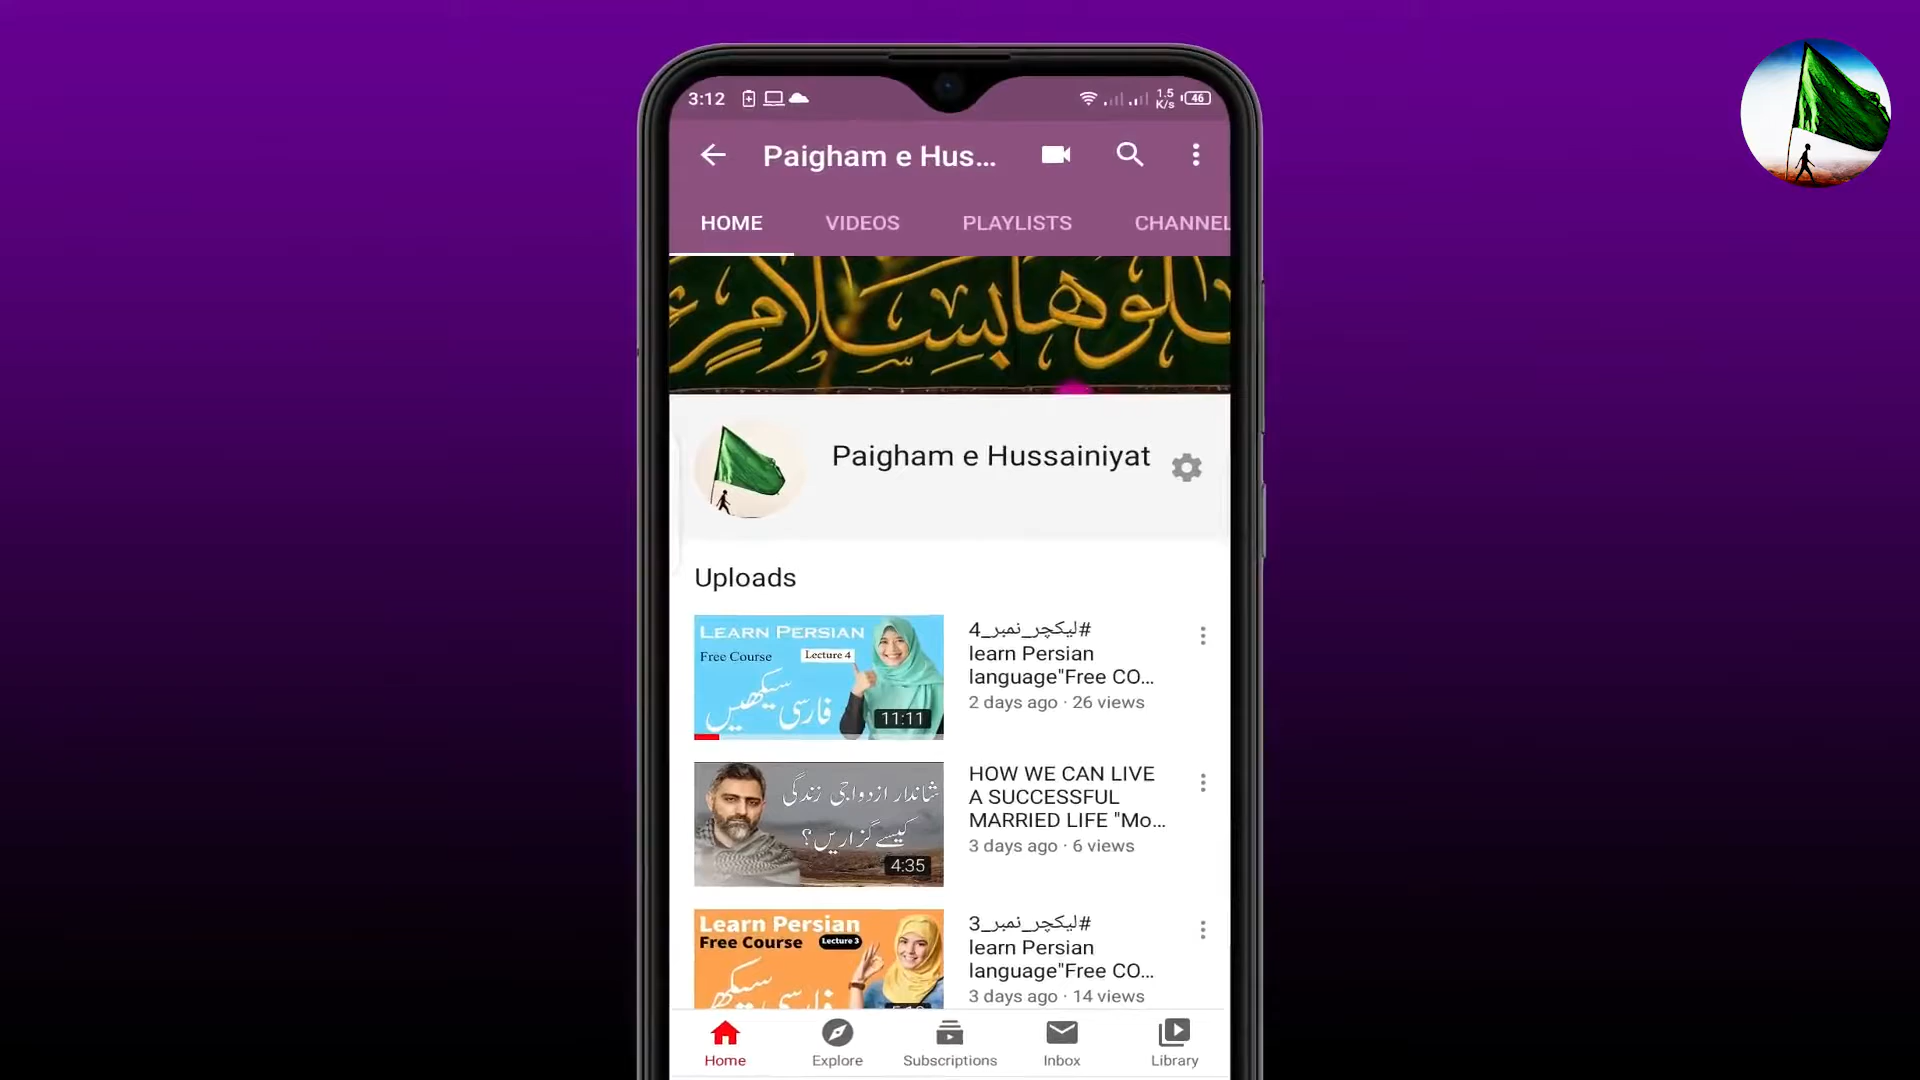 3:12
1.5
K/s
46
Paigham e Hus...
HOME
VIDEOS
PLAYLISTS
CHANNEL
Paigham e Hussainiyat
Uploads
LEARN PERSIAN
Free Course
Lecture 4
فارسی سیکھیں
11:11
#لیکچر_نمبر_4
learn Persian
language"Free CO...
2 days ago · 26 views
شاندار ازدواجی زندگی
کیسے گزاریں؟
4:35
HOW WE CAN LIVE
A SUCCESSFUL
MARRIED LIFE "Mo...
3 days ago · 6 views
Learn Persian
Free Course
Lecture 3
#لیکچر_نمبر_3
learn Persian
language"Free CO...
3 days ago · 14 views
Home
Explore
Subscriptions
Inbox
Library